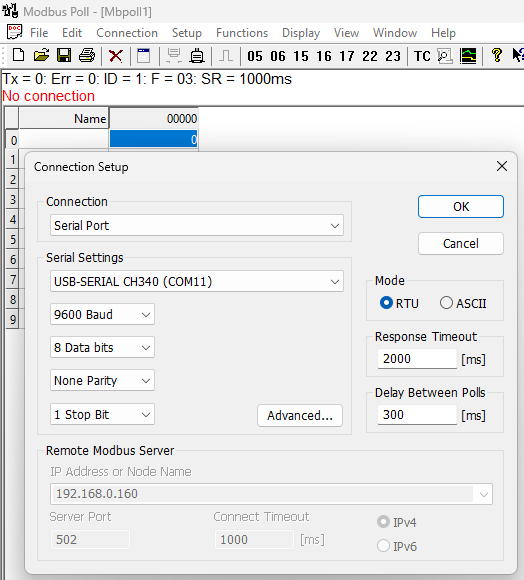 Modbus Poll - [Mbpoll1]
File Edit Connection Setup Functions Display View Window Help
05 06 15 16 17 22 23 TC
Tx = 0: Err = 0: ID = 1: F = 03: SR = 1000ms
No connection
Name 00000
0 0
1
2
3
4
5
6
7
8
9
Connection Setup
Connection
Serial Port
OK
Cancel
Serial Settings
USB-SERIAL CH340 (COM11)
9600 Baud
8 Data bits
None Parity
1 Stop Bit
Advanced...
Mode
RTU ASCII
Response Timeout
2000 [ms]
Delay Between Polls
300 [ms]
Remote Modbus Server
IP Address or Node Name
192.168.0.160
Server Port Connect Timeout
502 1000 [ms]
IPv4
IPv6